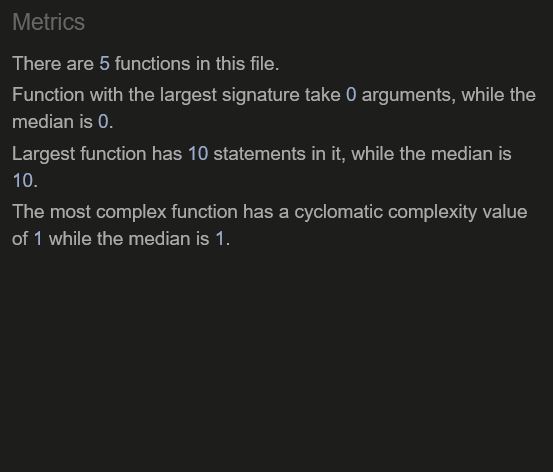 Metrics
There are 5 functions in this file.
Function with the largest signature take 0 arguments, while the
median is 0.
Largest function has 10 statements in it, while the median is
10.
The most complex function has a cyclomatic complexity value
of 1 while the median is 1.